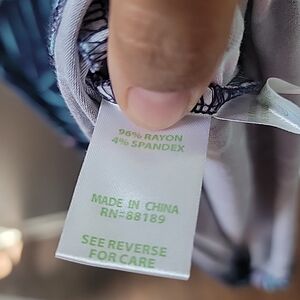 96% RAYON
4% SPANDEX
MADE IN CHINA
RN=88189
SEE REVERSE
FOR CARE